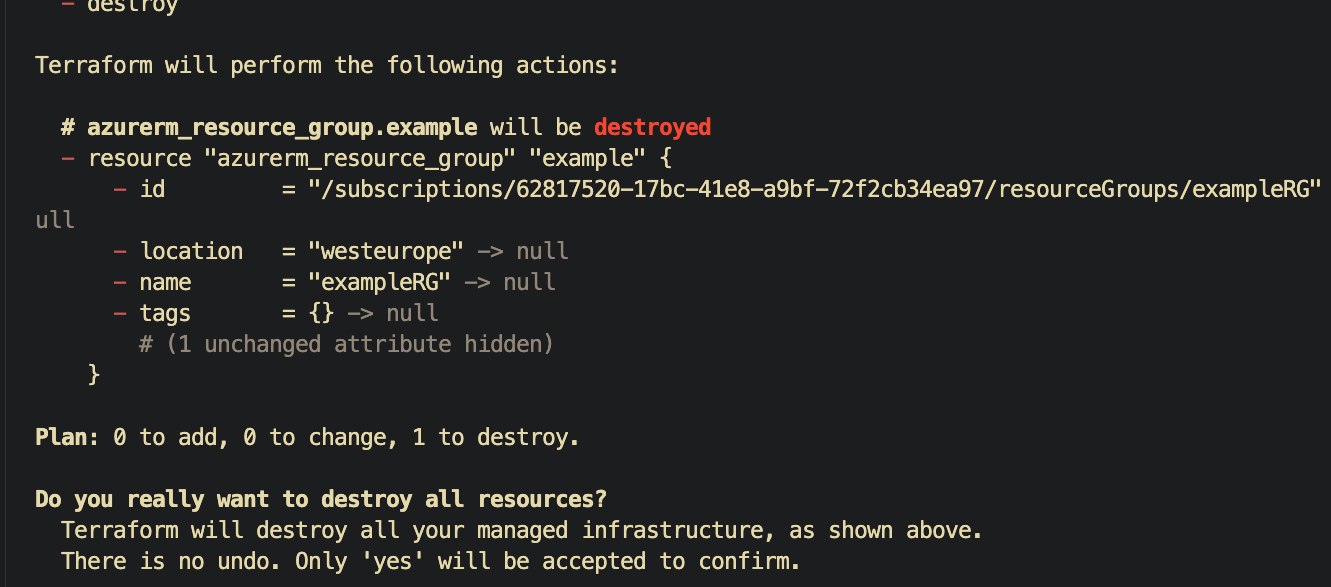 - destroy
Terraform will perform the following actions:
# azurerm_resource_group.example will be destroyed
- resource "azurerm_resource_group" "example" {
- id = "/subscriptions/62817520-17bc-41e8-a9bf-72f2cb34ea97/resourceGroups/exampleRG"
ull
- location = "westeurope" -> null
- name = "exampleRG" -> null
- tags = {} -> null
# (1 unchanged attribute hidden)
}
Plan: 0 to add, 0 to change, 1 to destroy.
Do you really want to destroy all resources?
Terraform will destroy all your managed infrastructure, as shown above.
There is no undo. Only 'yes' will be accepted to confirm.